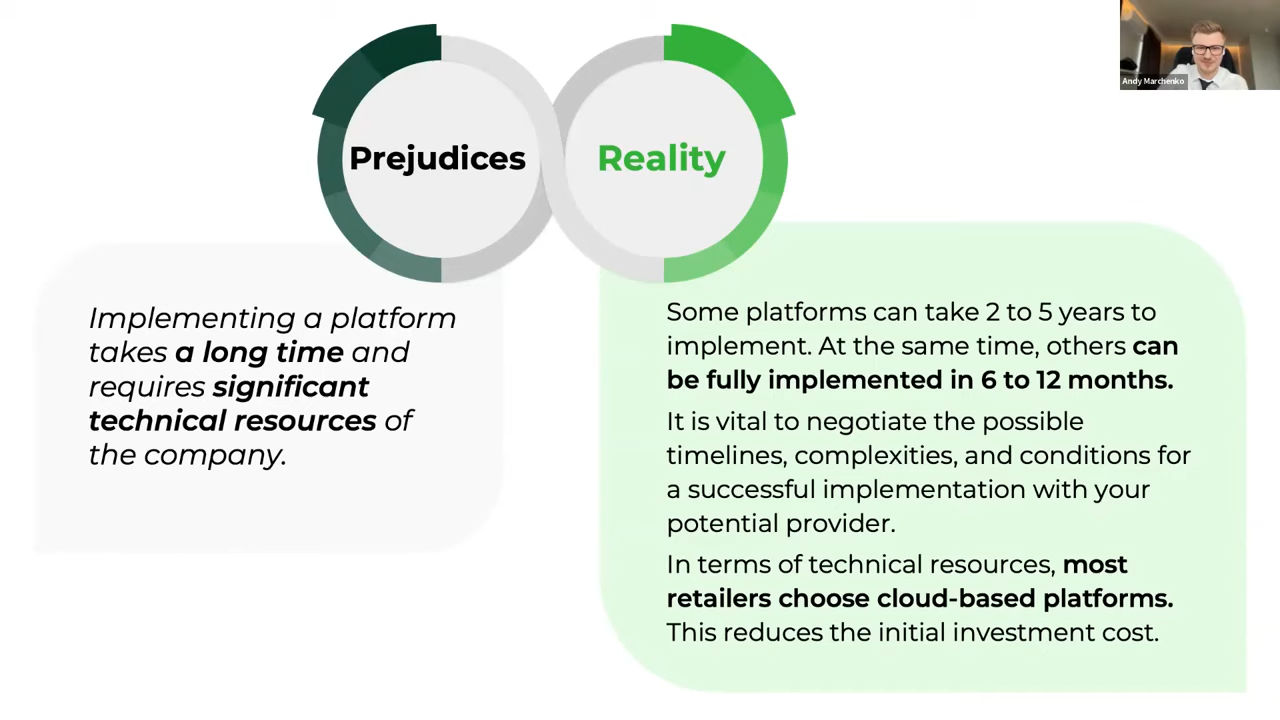 Andy Marchenko
Prejudices
Reality
Implementing a platform
takes a long time and
requires significant
technical resources of
the company.
Some platforms can take 2 to 5 years to
implement. At the same time, others can
be fully implemented in 6 to 12 months.
It is vital to negotiate the possible
timelines, complexities, and conditions for
a successful implementation with your
potential provider.
In terms of technical resources, most
retailers choose cloud-based platforms.
This reduces the initial investment cost.